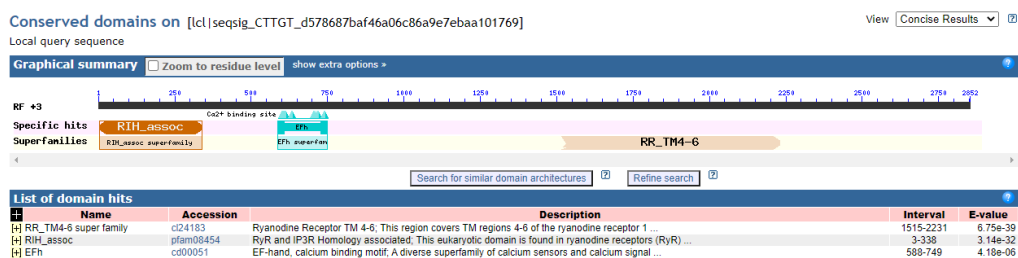 Conserved domains on [lcl|seqsig_CTTGT_d578687baf46a06c86a9e7ebaa101769]
View Concise Results ?
Local query sequence
Graphical summary Zoom to residue level show extra options » ?
1 250 500 750 1000 1250 1500 1750 2000 2250 2500 2750 2852
RF +3
Ca2+ binding site
Specific hits RIH_assoc EFh
Superfamilies RIH_assoc superfamily EFh superfam RR_TM4-6
Search for similar domain architectures ? Refine search ?
List of domain hits ?
+ Name Accession Description Interval E-value
[+] RR_TM4-6 super family cl24183 Ryanodine Receptor TM 4-6; This region covers TM regions 4-6 of the ryanodine receptor 1 ... 1515-2231 6.75e-39
[+] RIH_assoc pfam08454 RyR and IP3R Homology associated; This eukaryotic domain is found in ryanodine receptors (RyR) ... 3-338 3.14e-32
[+] EFh cd00051 EF-hand, calcium binding motif; A diverse superfamily of calcium sensors and calcium signal ... 588-749 4.18e-06